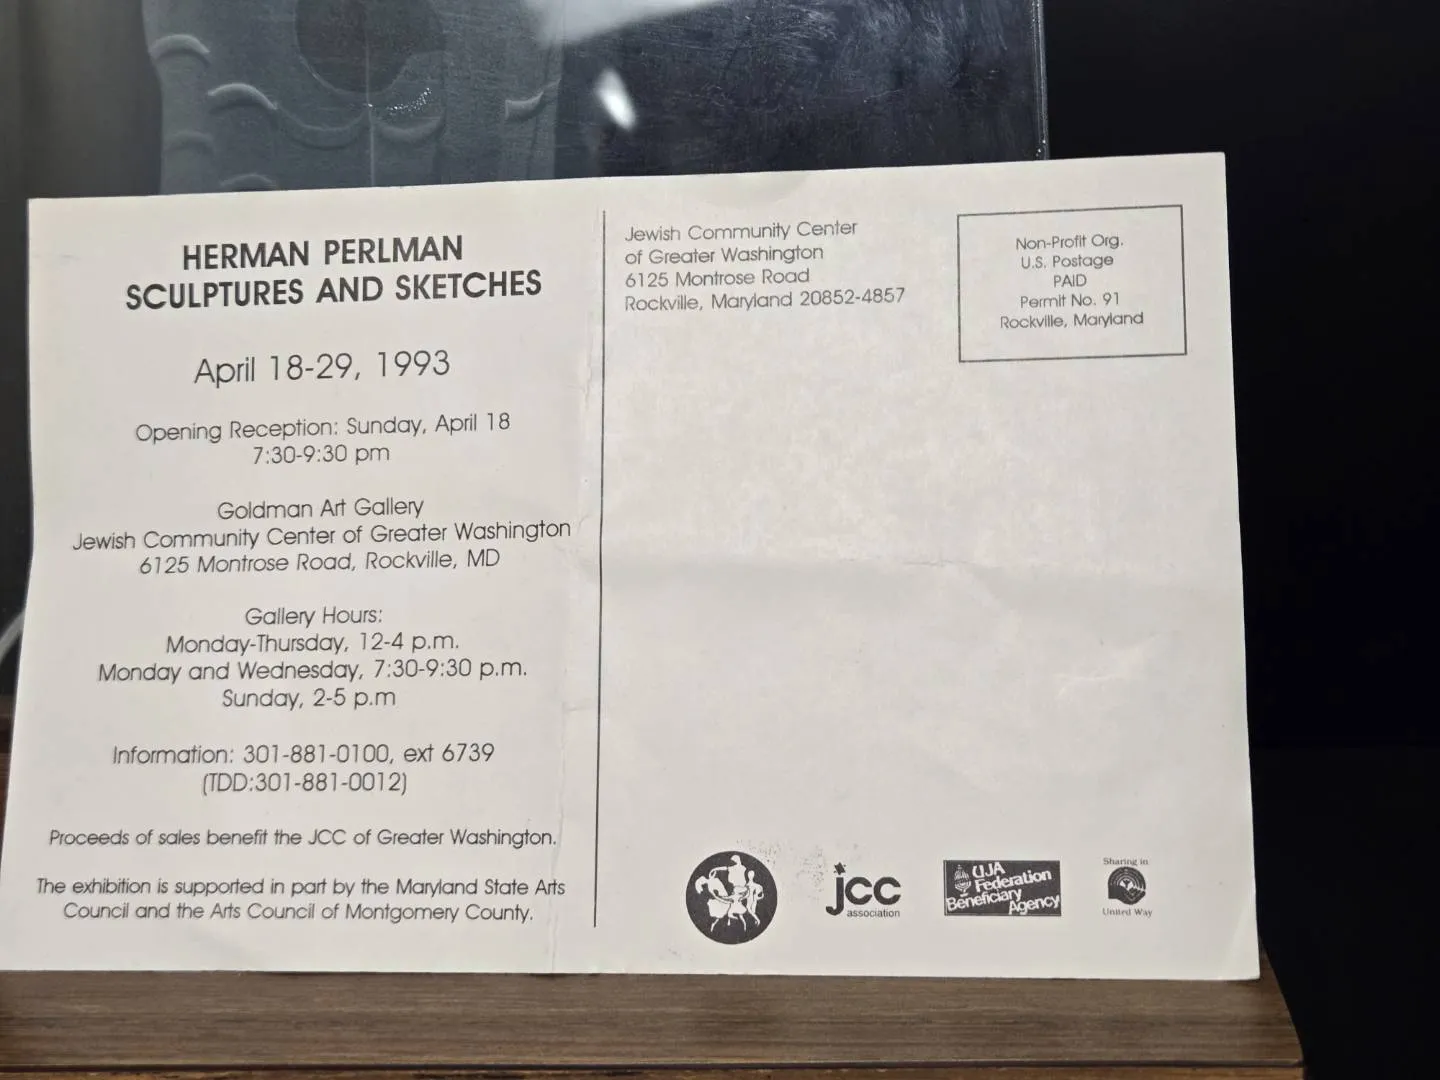 HERMAN PERLMAN
SCULPTURES AND SKETCHES
April 18-29, 1993
Opening Reception: Sunday, April 18
7:30-9:30 pm
Goldman Art Gallery
Jewish Community Center of Greater Washington
6125 Montrose Road, Rockville, MD
Gallery Hours:
Monday-Thursday, 12-4 p.m.
Monday and Wednesday, 7:30-9:30 p.m.
Sunday, 2-5 p.m
Information: 301-881-0100, ext 6739
(TDD:301-881-0012)
Proceeds of sales benefit the JCC of Greater Washington.
The exhibition is supported in part by the Maryland State Arts
Council and the Arts Council of Montgomery County.
Jewish Community Center
of Greater Washington
6125 Montrose Road
Rockville, Maryland 20852-4857
Non-Profit Org.
U.S. Postage
PAID
Permit No. 91
Rockville, Maryland
jcc
association
UJA
Federation
Beneficiary
Agency
Sharing in
United Way